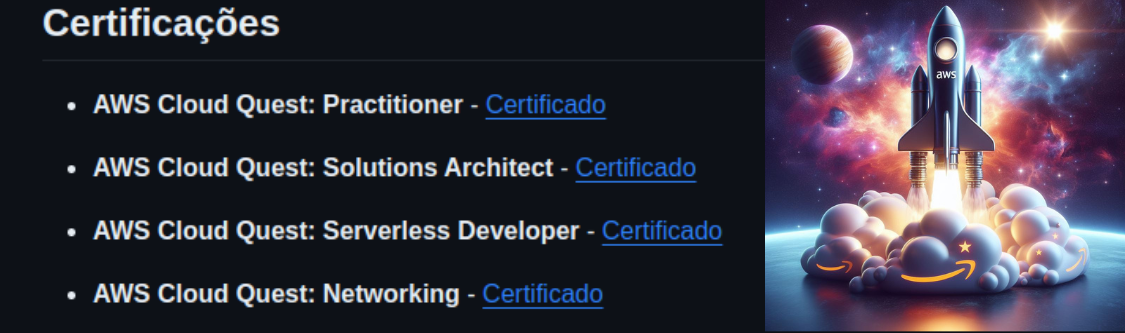 Certificações
AWS Cloud Quest: Practitioner - Certificado
AWS Cloud Quest: Solutions Architect - Certificado
AWS Cloud Quest: Serverless Developer - Certificado
AWS Cloud Quest: Networking - Certificado
aws